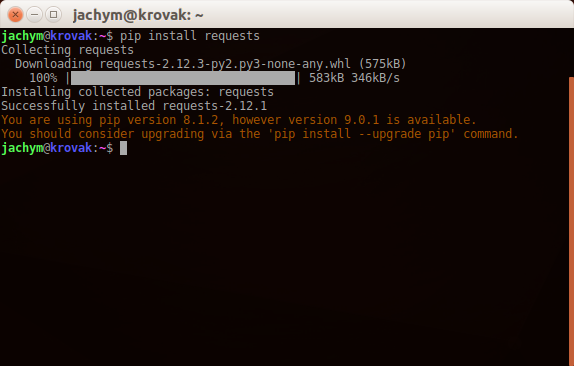 jachym@krovak: ~
jachym@krovak:~$ pip install requests
Collecting requests
  Downloading requests-2.12.3-py2.py3-none-any.whl (575kB)
    100% |████████████████████████████████| 583kB 346kB/s
Installing collected packages: requests
Successfully installed requests-2.12.1
You are using pip version 8.1.2, however version 9.0.1 is available.
You should consider upgrading via the 'pip install --upgrade pip' command.
jachym@krovak:~$